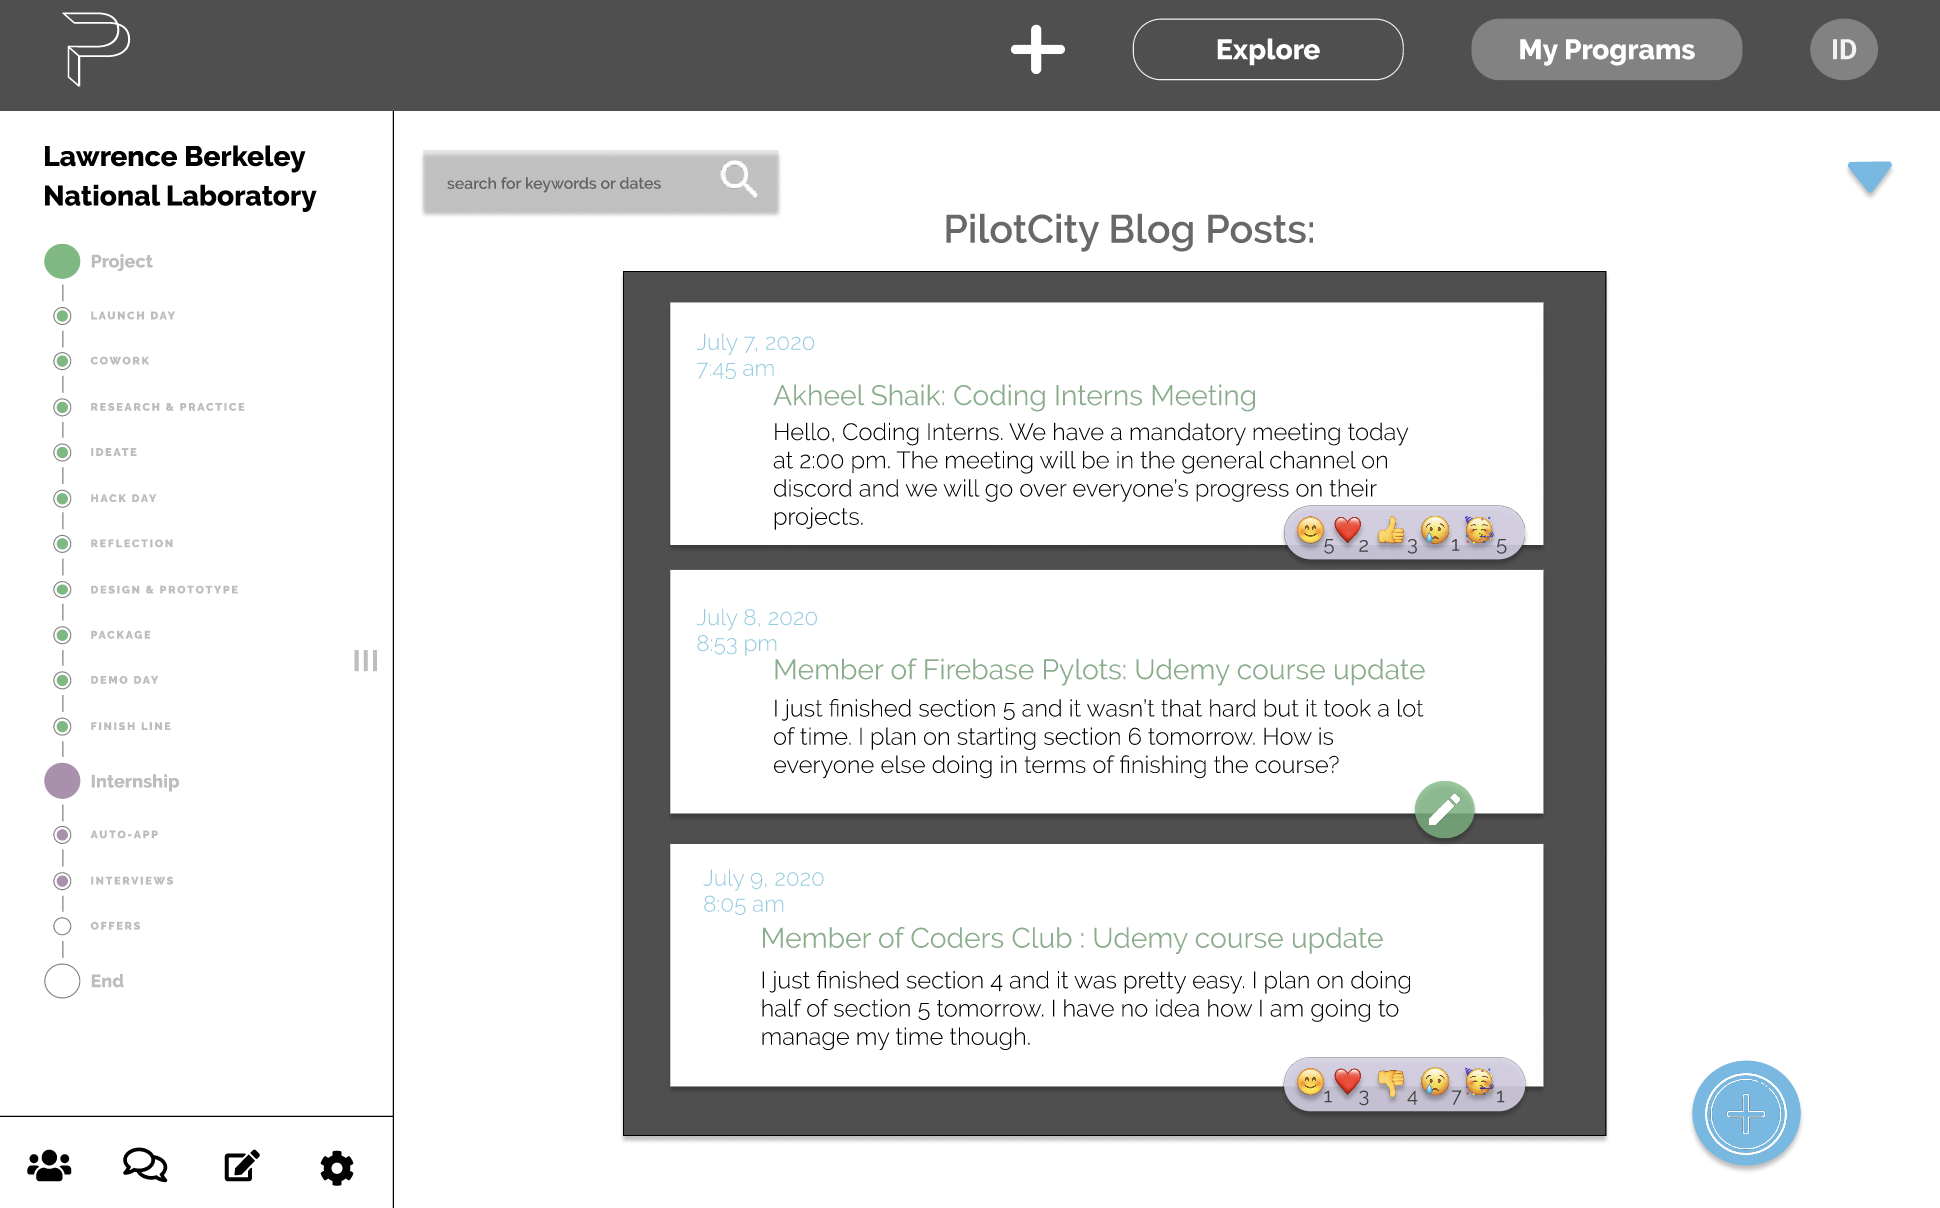 Explore
My Programs
ID
Lawrence Berkeley
National Laboratory
Project
LAUNCH DAY
COWORK
RESEARCH & PRACTICE
IDEATE
HACK DAY
REFLECTION
DESIGN & PROTOTYPE
PACKAGE
DEMO DAY
FINISH LINE
Internship
AUTO-APP
INTERVIEWS
OFFERS
End
search for keywords or dates
PilotCity Blog Posts:
July 7, 2020
7:45 am
Akheel Shaik: Coding Interns Meeting
Hello, Coding Interns. We have a mandatory meeting today
at 2:00 pm. The meeting will be in the general channel on
discord and we will go over everyone's progress on their
projects.
5 2 3 1 5
July 8, 2020
8:53 pm
Member of Firebase Pylots: Udemy course update
I just finished section 5 and it wasn't that hard but it took a lot
of time. I plan on starting section 6 tomorrow. How is
everyone else doing in terms of finishing the course?
July 9, 2020
8:05 am
Member of Coders Club : Udemy course update
I just finished section 4 and it was pretty easy. I plan on doing
half of section 5 tomorrow. I have no idea how I am going to
manage my time though.
1 3 4 7 1